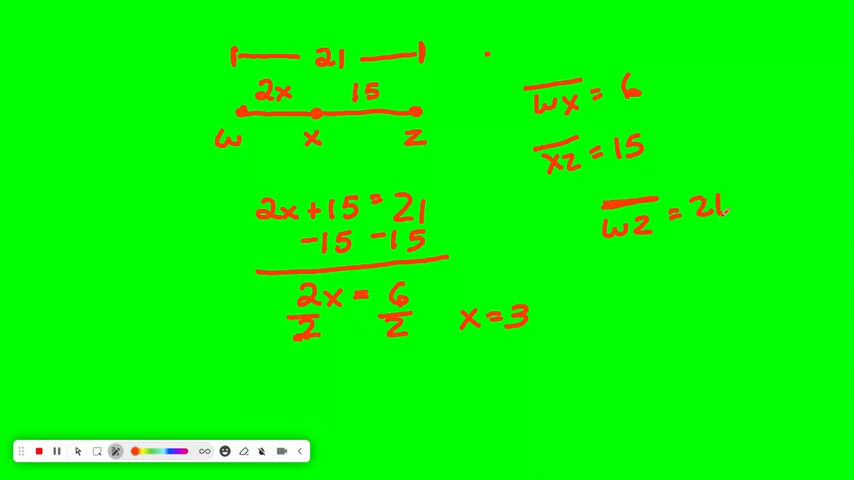 21
2x 15
w x z
2x + 15 = 21
-15 -15
2x = 6
2 2
x = 3
wx = 6
xz = 15
wz = 21